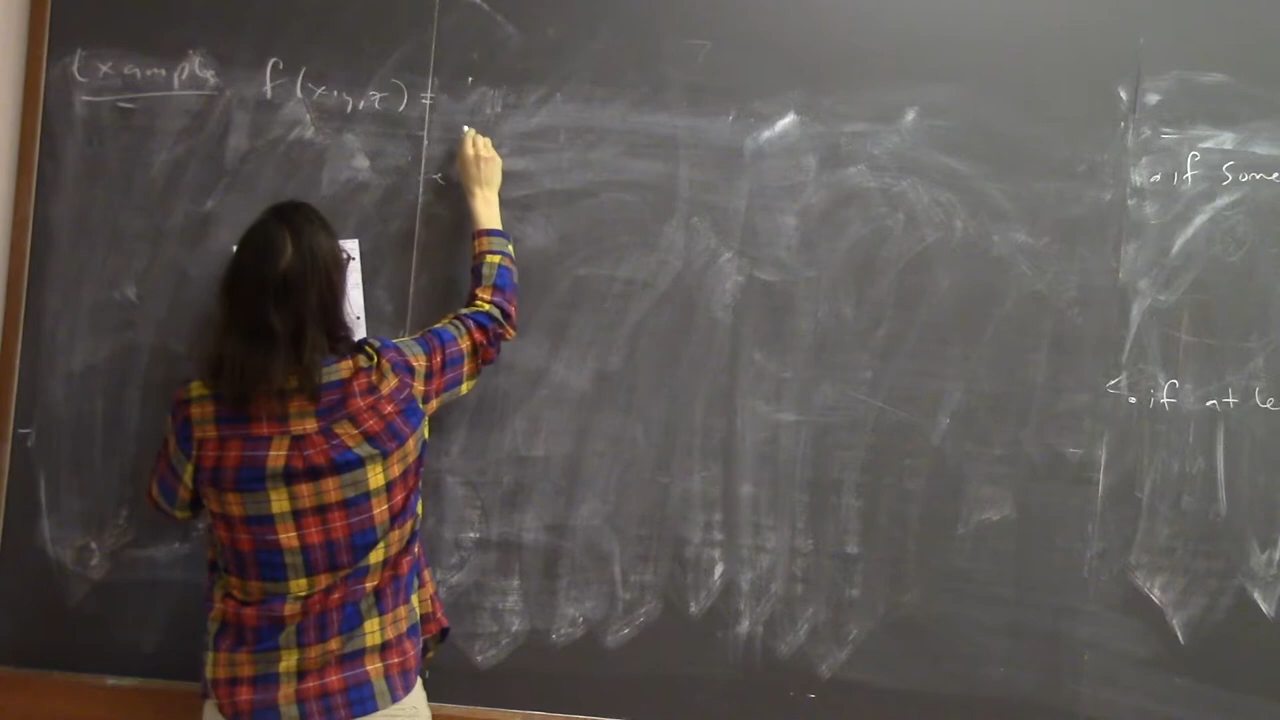 Example f(x,y,z) =
• if some
• if at le